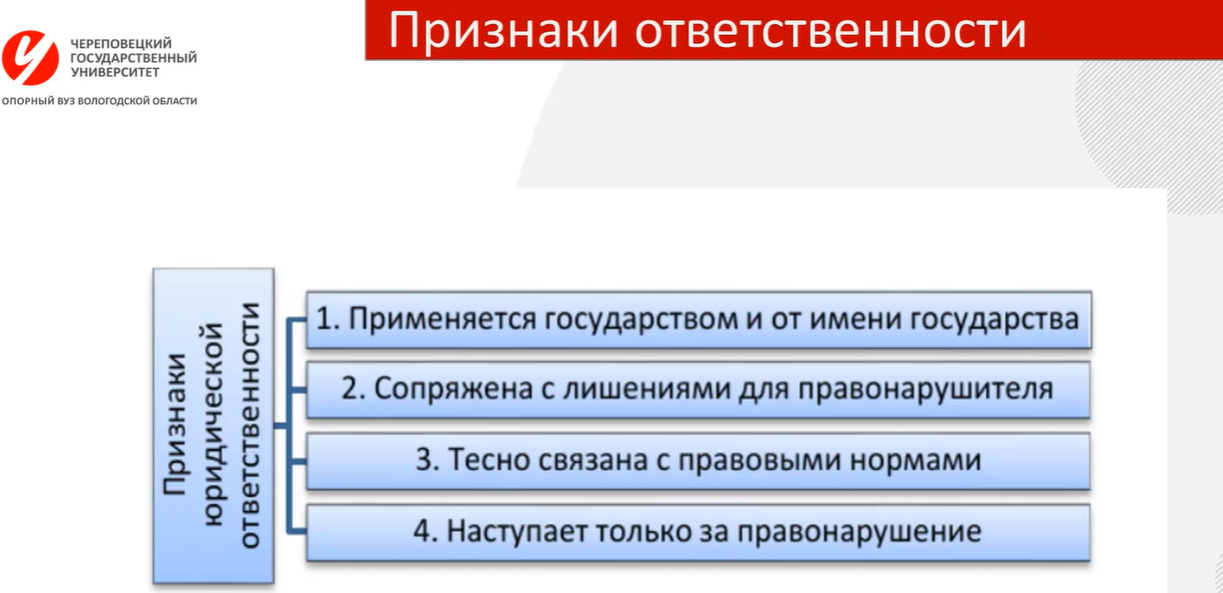 Признаки ответственности
ЧЕРЕПОВЕЦКИЙ
ГОСУДАРСТВЕННЫЙ
УНИВЕРСИТЕТ
ОПОРНЫЙ ВУЗ ВОЛОГОДСКОЙ ОБЛАСТИ
Признаки
юридической
ответственности
1. Применяется государством и от имени государства
2. Сопряжена с лишениями для правонарушителя
3. Тесно связана с правовыми нормами
4. Наступает только за правонарушение